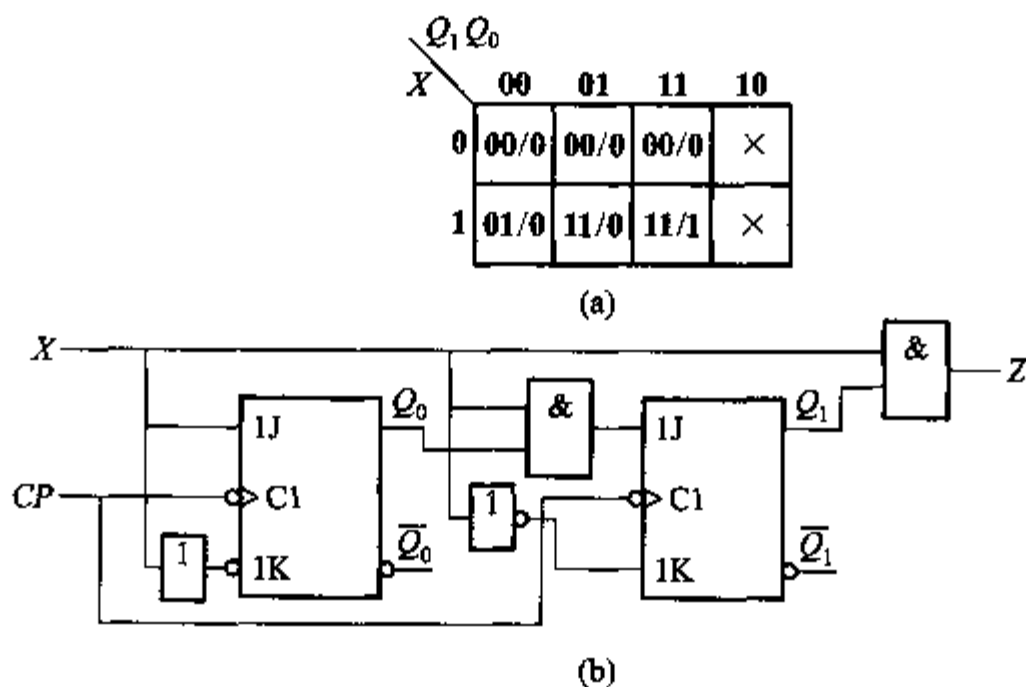 Q₁Q₀
X 00 01 11 10
0 00/0 00/0 00/0 ×
1 01/0 11/0 11/1 ×
(a)
X & Z
Q₀ & Q₁
1J 1J
CP C1 1 C1
1 1K Q̅₀ 1K Q̅₁
(b)